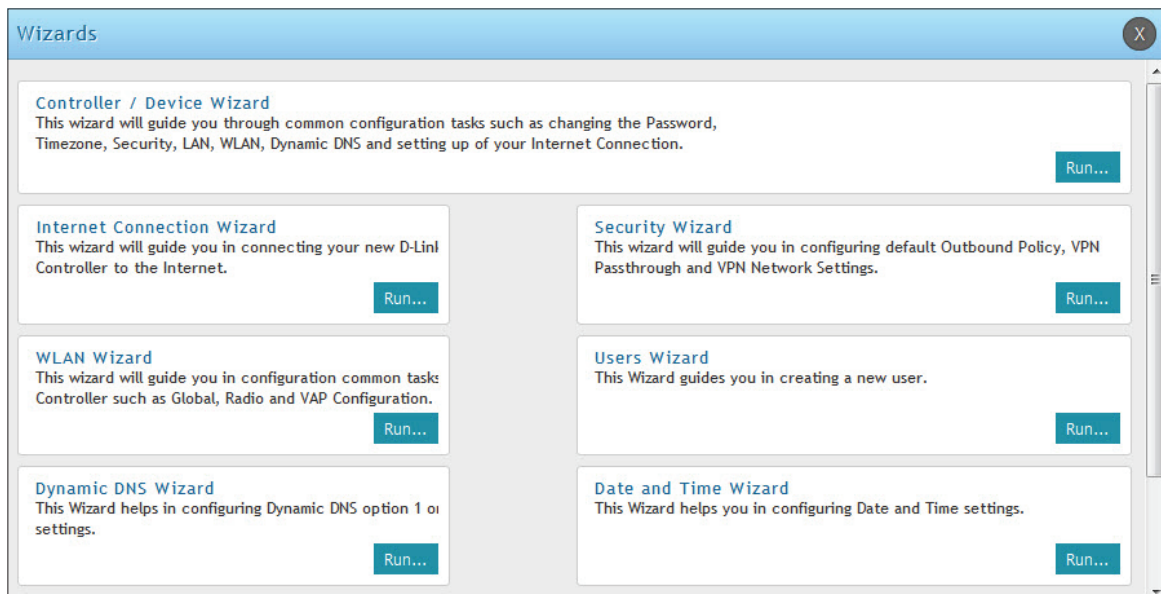 Wizards
X
Controller / Device Wizard
This wizard will guide you through common configuration tasks such as changing the Password,
Timezone, Security, LAN, WLAN, Dynamic DNS and setting up of your Internet Connection.
Run...
Internet Connection Wizard
This wizard will guide you in connecting your new
Controller to the Internet.
Run...
Security Wizard
This wizard will guide you in configuring default Outbound Policy, VPN
Passthrough and VPN Network Settings.
Run...
WLAN Wizard
This wizard will guide you in configuration common
Controller such as Global, Radio and VAP Configuration.
Run...
Users Wizard
This Wizard guides you in creating a new user.
Run...
Dynamic DNS Wizard
This Wizard helps in configuring Dynamic DNS option 1
settings.
Run...
Date and Time Wizard
This Wizard helps you in configuring Date and Time settings.
Run...